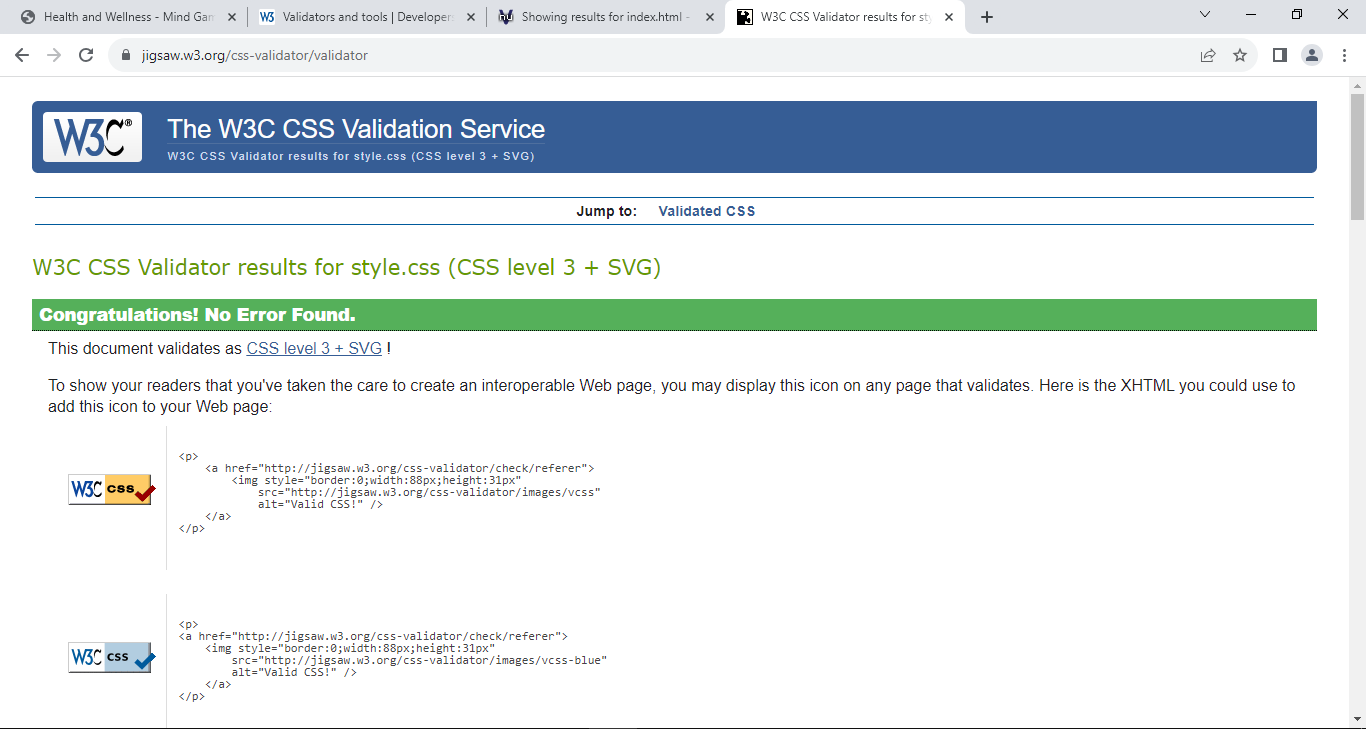 Health and Wellness - Mind Gam
Validators and tools | Developer
Showing results for index.html -
W3C CSS Validator results for sty
jigsaw.w3.org/css-validator/validator
W3C®
The W3C CSS Validation Service
W3C CSS Validator results for style.css (CSS level 3 + SVG)
Jump to: Validated CSS
W3C CSS Validator results for style.css (CSS level 3 + SVG)
Congratulations! No Error Found.
This document validates as CSS level 3 + SVG !
To show your readers that you've taken the care to create an interoperable Web page, you may display this icon on any page that validates. Here is the XHTML you could use to
add this icon to your Web page:
W3C css
<p>
<a href="http://jigsaw.w3.org/css-validator/check/referer">
<img style="border:0;width:88px;height:31px"
src="http://jigsaw.w3.org/css-validator/images/vcss"
alt="Valid CSS!" />
</a>
</p>
W3C css
<p>
<a href="http://jigsaw.w3.org/css-validator/check/referer">
<img style="border:0;width:88px;height:31px"
src="http://jigsaw.w3.org/css-validator/images/vcss-blue"
alt="Valid CSS!" />
</a>
</p>